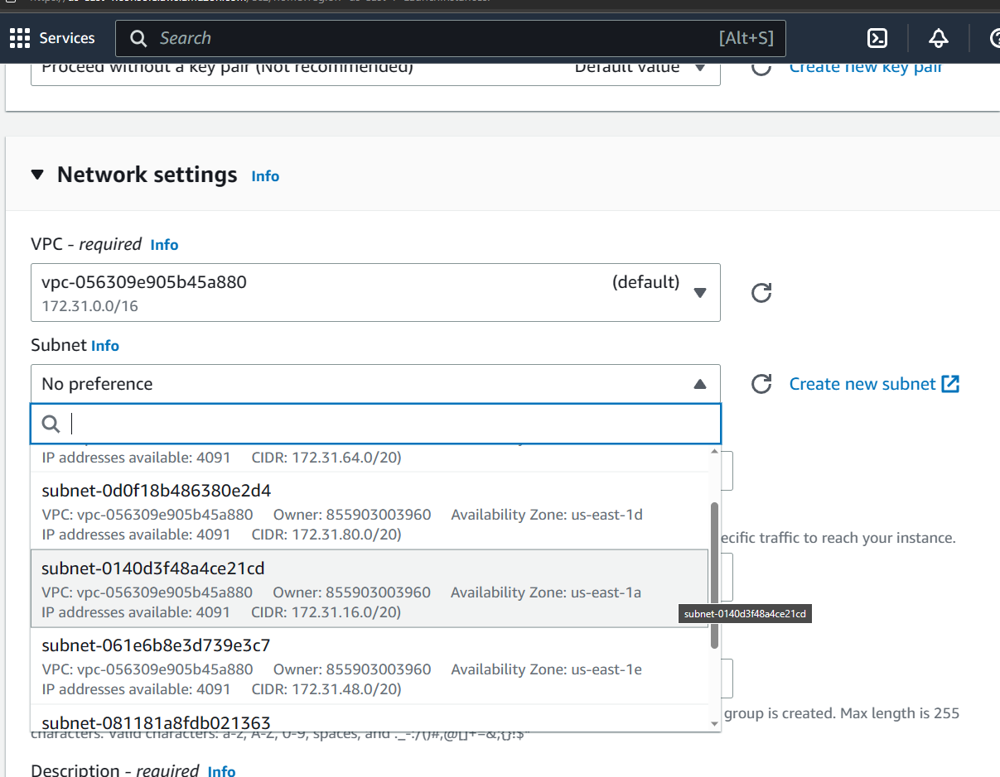 Services
Search
[Alt+S]
Proceed without a key pair (Not recommended)
Default value
Create new key pair
Network settings Info
VPC - required Info
vpc-056309e905b45a880
(default)
172.31.0.0/16
Subnet Info
No preference
Create new subnet
IP addresses available: 4091 CIDR: 172.31.64.0/20)
subnet-0d0f18b486380e2d4
VPC: vpc-056309e905b45a880 Owner: 855903003960 Availability Zone: us-east-1d
IP addresses available: 4091 CIDR: 172.31.80.0/20)
ecific traffic to reach your instance.
subnet-0140d3f48a4ce21cd
VPC: vpc-056309e905b45a880 Owner: 855903003960 Availability Zone: us-east-1a
IP addresses available: 4091 CIDR: 172.31.16.0/20)
subnet-0140d3f48a4ce21cd
subnet-061e6b8e3d739e3c7
VPC: vpc-056309e905b45a880 Owner: 855903003960 Availability Zone: us-east-1e
IP addresses available: 4091 CIDR: 172.31.48.0/20)
group is created. Max length is 255
subnet-081181a8fdb021363
characters. Valid characters: a-z, A-Z, 0-9, spaces, and ._-:/()#,@[]+=&;{}!$*
Description - required Info